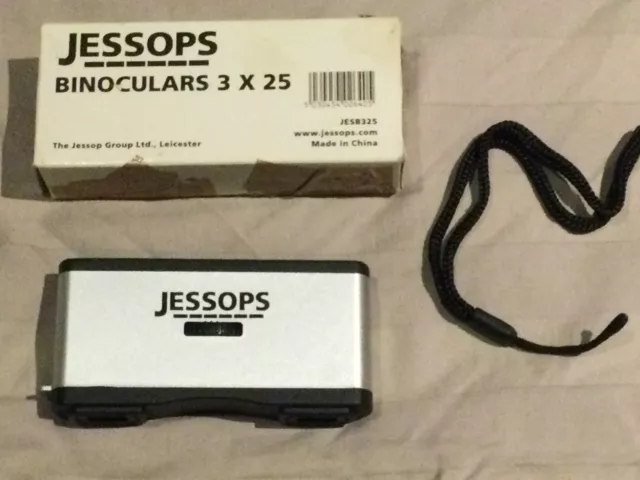 JESSOPS
BINOCULARS 3 X 25
JESB325
www.jessops.com
The Jessop Group Ltd., Leicester
Made in China
JESSOPS